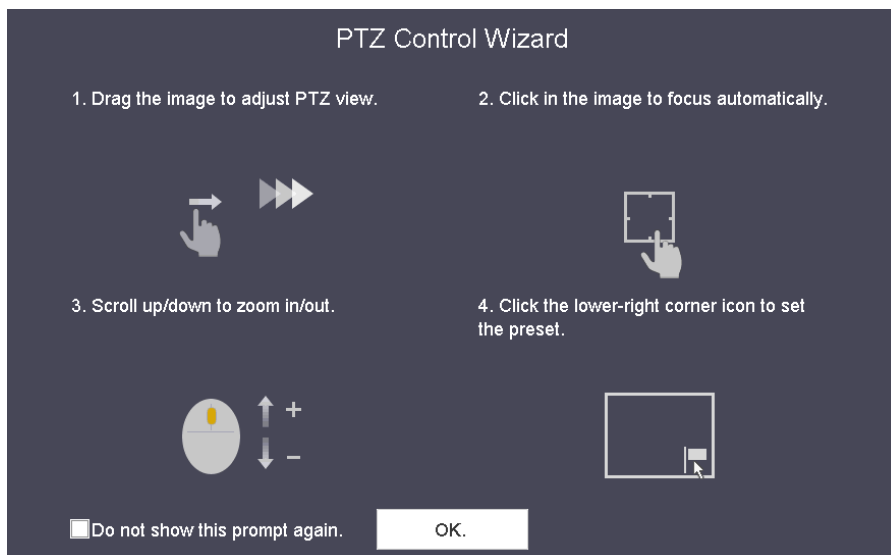 PTZ Control Wizard
1. Drag the image to adjust PTZ view.
2. Click in the image to focus automatically.
3. Scroll up/down to zoom in/out.
4. Click the lower-right corner icon to set
the preset.
+
–
Do not show this prompt again.
OK.